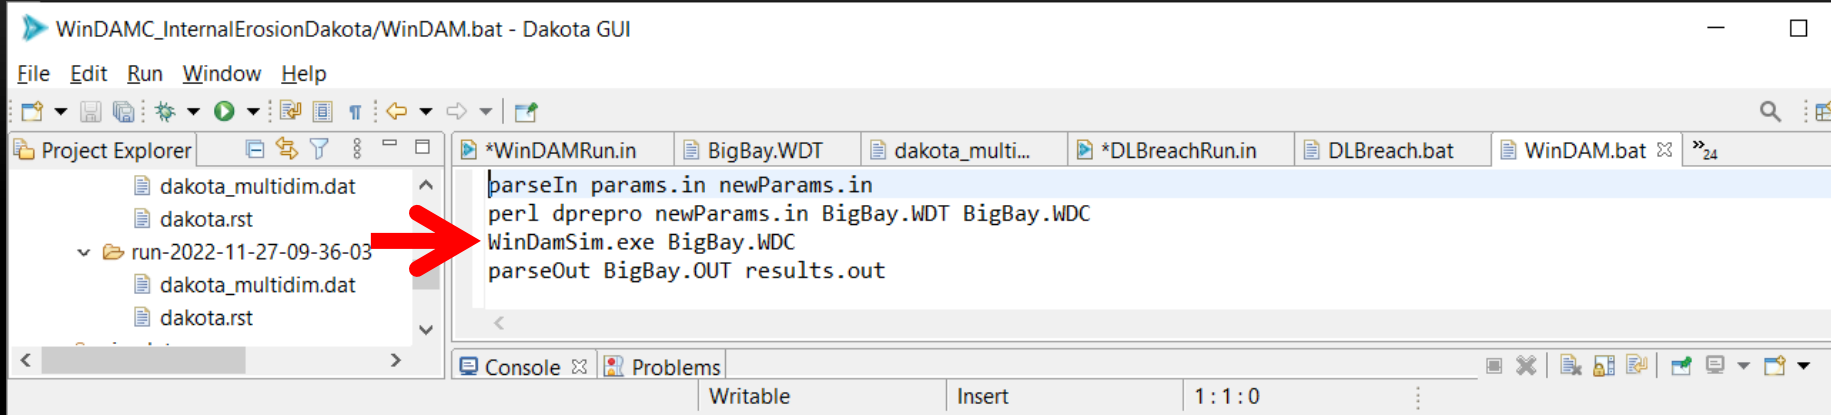 WinDAMC_InternalErosionDakota/WinDAM.bat - Dakota GUI
File Edit Run Window Help
Project Explorer
*WinDAMRun.in BigBay.WDT dakota_multi... *DLBreachRun.in DLBreach.bat WinDAM.bat »24
dakota_multidim.dat
dakota.rst
run-2022-11-27-09-36-03
dakota_multidim.dat
dakota.rst
parseIn params.in newParams.in
perl dprepro newParams.in BigBay.WDT BigBay.WDC
WinDamSim.exe BigBay.WDC
parseOut BigBay.OUT results.out
Console Problems
Writable Insert 1 : 1 : 0